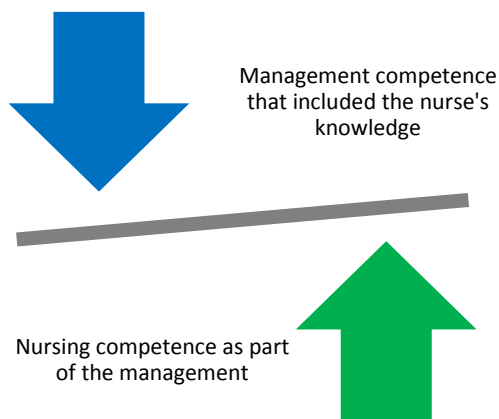 Management competence
that included the nurse's
knowledge
Nursing competence as part
of the management